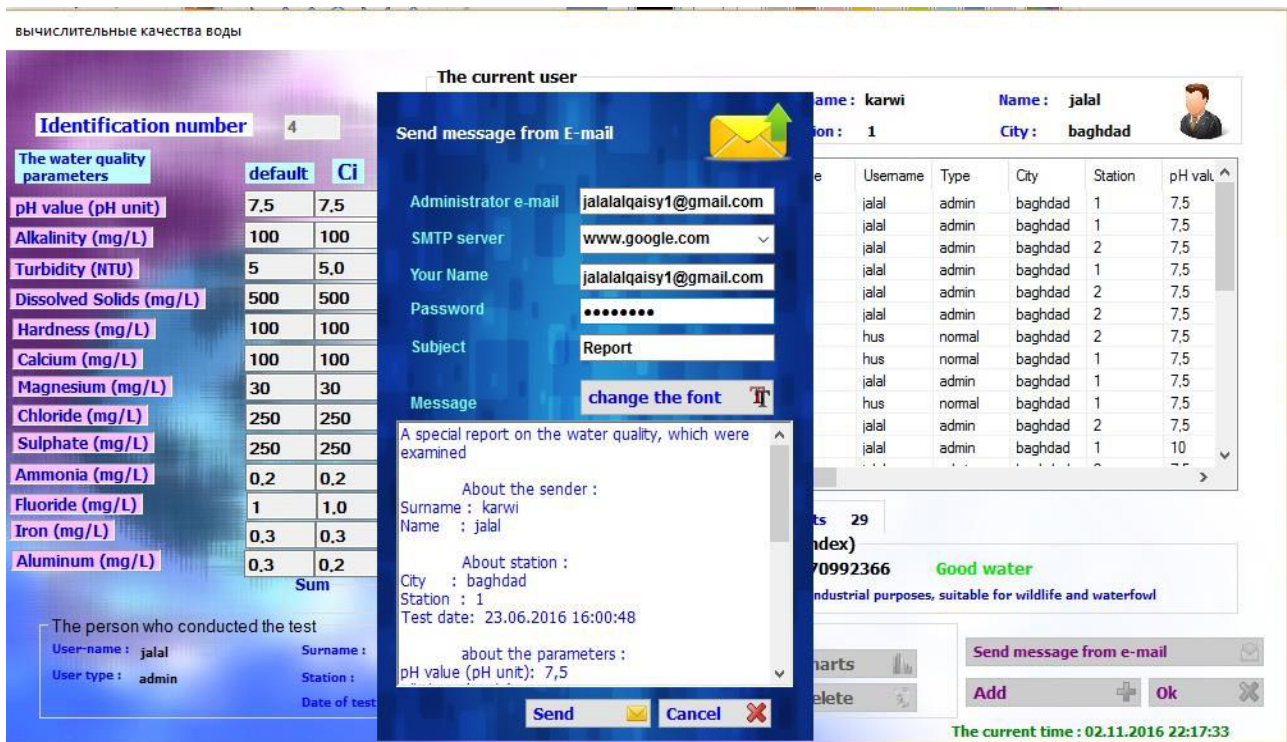 вычислительные качества воды
The current user
ame : karwi Name : jalal
ion : 1 City : baghdad
Identification number 4
The water quality
parameters
default Ci
pH value (pH unit) 7,5 7,5
Alkalinity (mg/L) 100 100
Turbidity (NTU) 5 5,0
Dissolved Solids (mg/L) 500 500
Hardness (mg/L) 100 100
Calcium (mg/L) 100 100
Magnesium (mg/L) 30 30
Chloride (mg/L) 250 250
Sulphate (mg/L) 250 250
Ammonia (mg/L) 0,2 0,2
Fluoride (mg/L) 1 1,0
Iron (mg/L) 0,3 0,3
Aluminum (mg/L) 0,3 0,2
Sum
The person who conducted the test
User-name : jalal Surname :
User type : admin Station :
Date of test
Send message from E-mail
Administrator e-mail jalalalqaisy1@gmail.com
SMTP server www.google.com
Your Name jalalalqaisy1@gmail.com
Password ••••••••
Subject Report
Message change the font
A special report on the water quality, which were
examined
About the sender :
Surname : karwi
Name : jalal
About station :
City : baghdad
Station : 1
Test date: 23.06.2016 16:00:48
about the parameters :
pH value (pH unit): 7,5
Send Cancel
e Username Type City Station pH valu
jalal admin baghdad 1 7,5
jalal admin baghdad 1 7,5
jalal admin baghdad 2 7,5
jalal admin baghdad 1 7,5
jalal admin baghdad 2 7,5
jalal admin baghdad 2 7,5
hus normal baghdad 2 7,5
hus normal baghdad 1 7,5
jalal admin baghdad 1 7,5
hus normal baghdad 1 7,5
jalal admin baghdad 2 7,5
jalal admin baghdad 1 10
ts 29
ndex)
70992366 Good water
ndustrial purposes, suitable for wildlife and waterfowl
harts
elete
Send message from e-mail
Add Ok
The current time : 02.11.2016 22:17:33